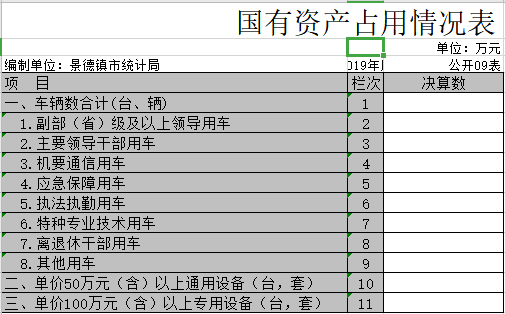 国有资产占用情况表
单位：万元
编制单位：景德镇市统计局 019年 公开09表
项 目 栏次 决算数
一、车辆数合计(台、辆) 1
1.副部（省）级及以上领导用车 2
2.主要领导干部用车 3
3.机要通信用车 4
4.应急保障用车 5
5.执法执勤用车 6
6.特种专业技术用车 7
7.离退休干部用车 8
8.其他用车 9
二、单价50万元（含）以上通用设备（台，套） 10
三、单价100万元（含）以上专用设备（台，套） 11